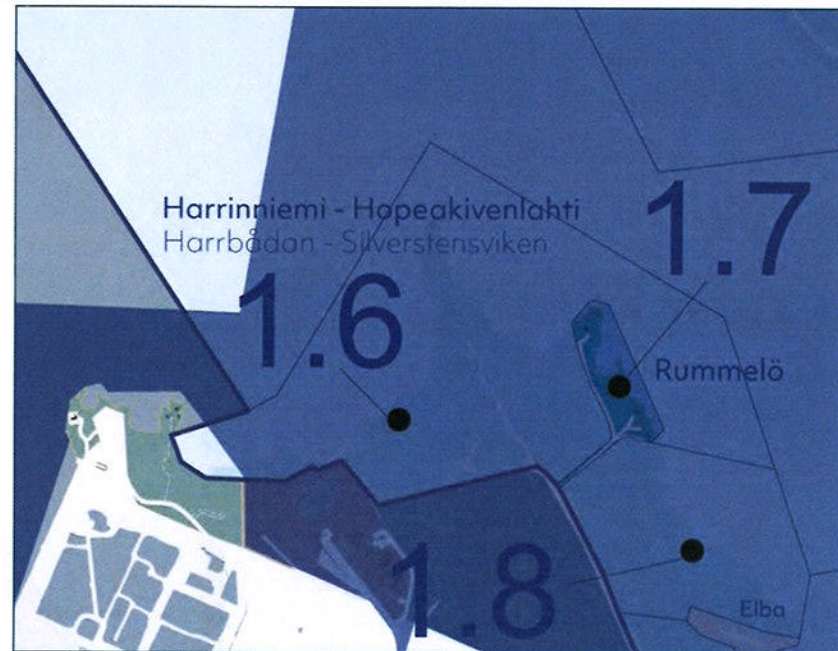 Harrinniemi - Hopeakivenlahti
Harrbådan - Silverstensviken
1.6
1.7
Rummelö
1.8
Elba